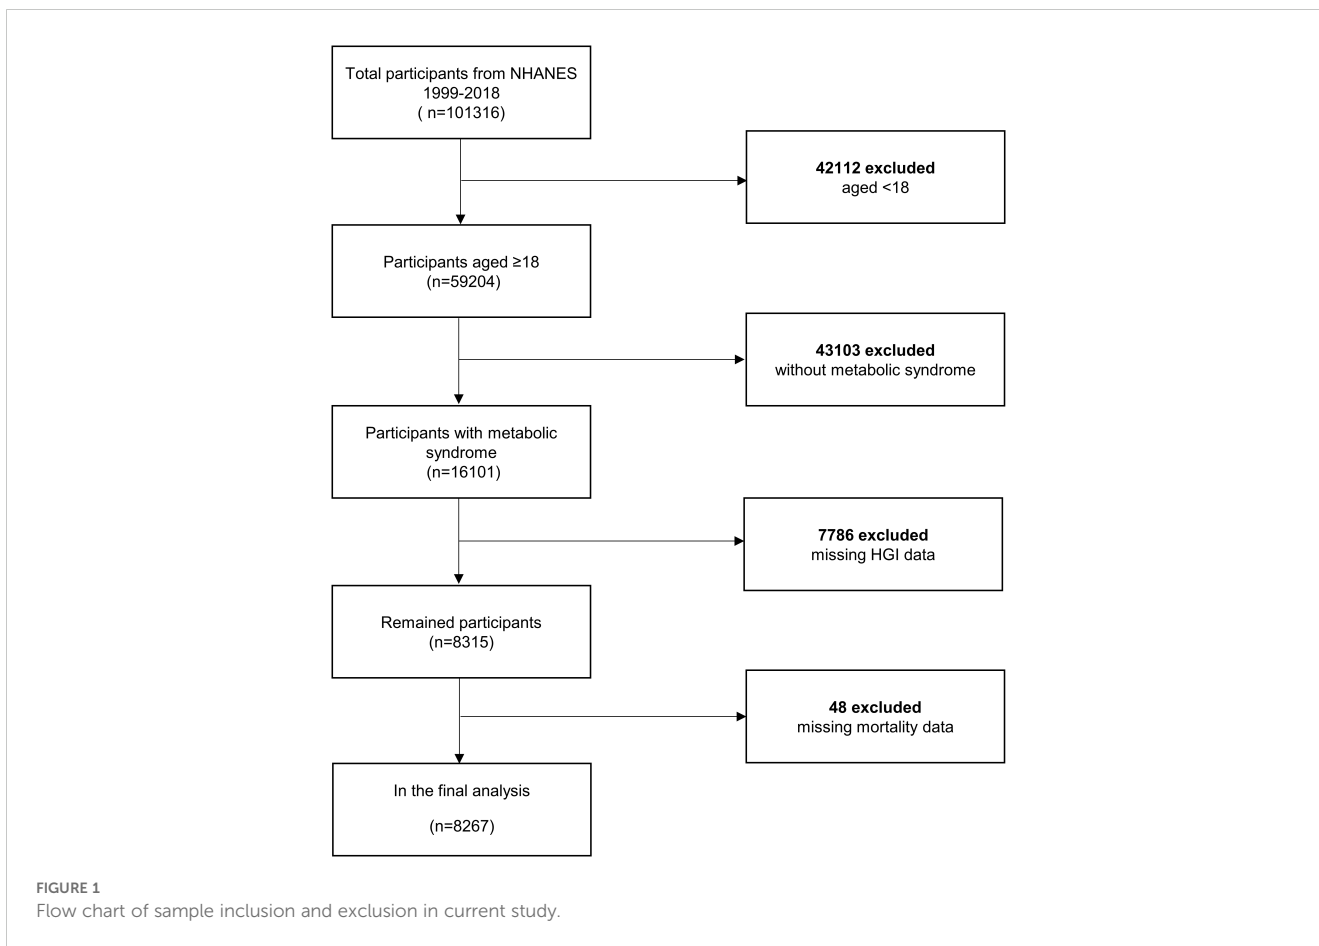 Total participants from NHANES
1999-2018
( n=101316)
42112 excluded
aged <18
Participants aged ≥18
(n=59204)
43103 excluded
without metabolic syndrome
Participants with metabolic
syndrome
(n=16101)
7786 excluded
missing HGI data
Remained participants
(n=8315)
48 excluded
missing mortality data
In the final analysis
(n=8267)
FIGURE 1
Flow chart of sample inclusion and exclusion in current study.